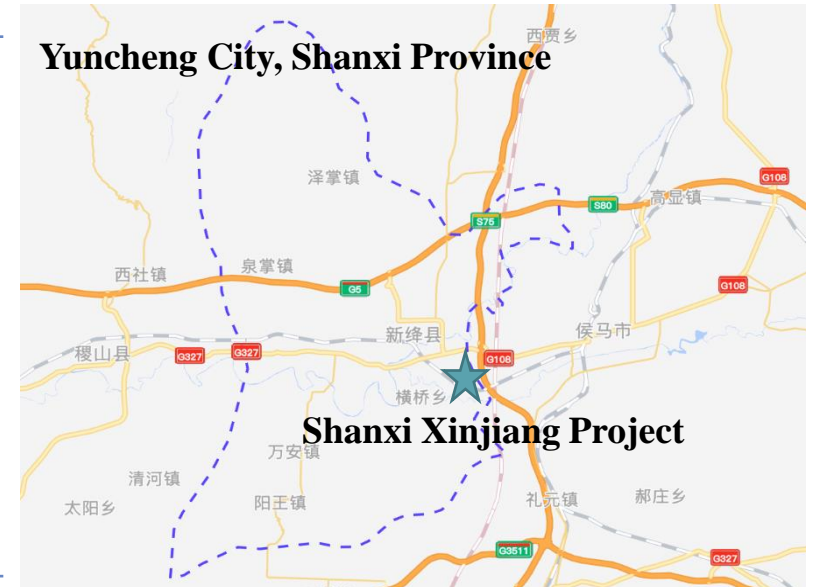 西贾乡
Yuncheng City, Shanxi Province
泽掌镇
G108
高显镇
S80
S75
泉掌镇
西社镇
G5
G108
侯马市
新绛县
稷山县
G327
G327
G108
横桥乡
Shanxi Xinjiang Project
万安镇
清河镇
太阳乡
阳王镇
礼元镇
郝庄乡
G3511
G327